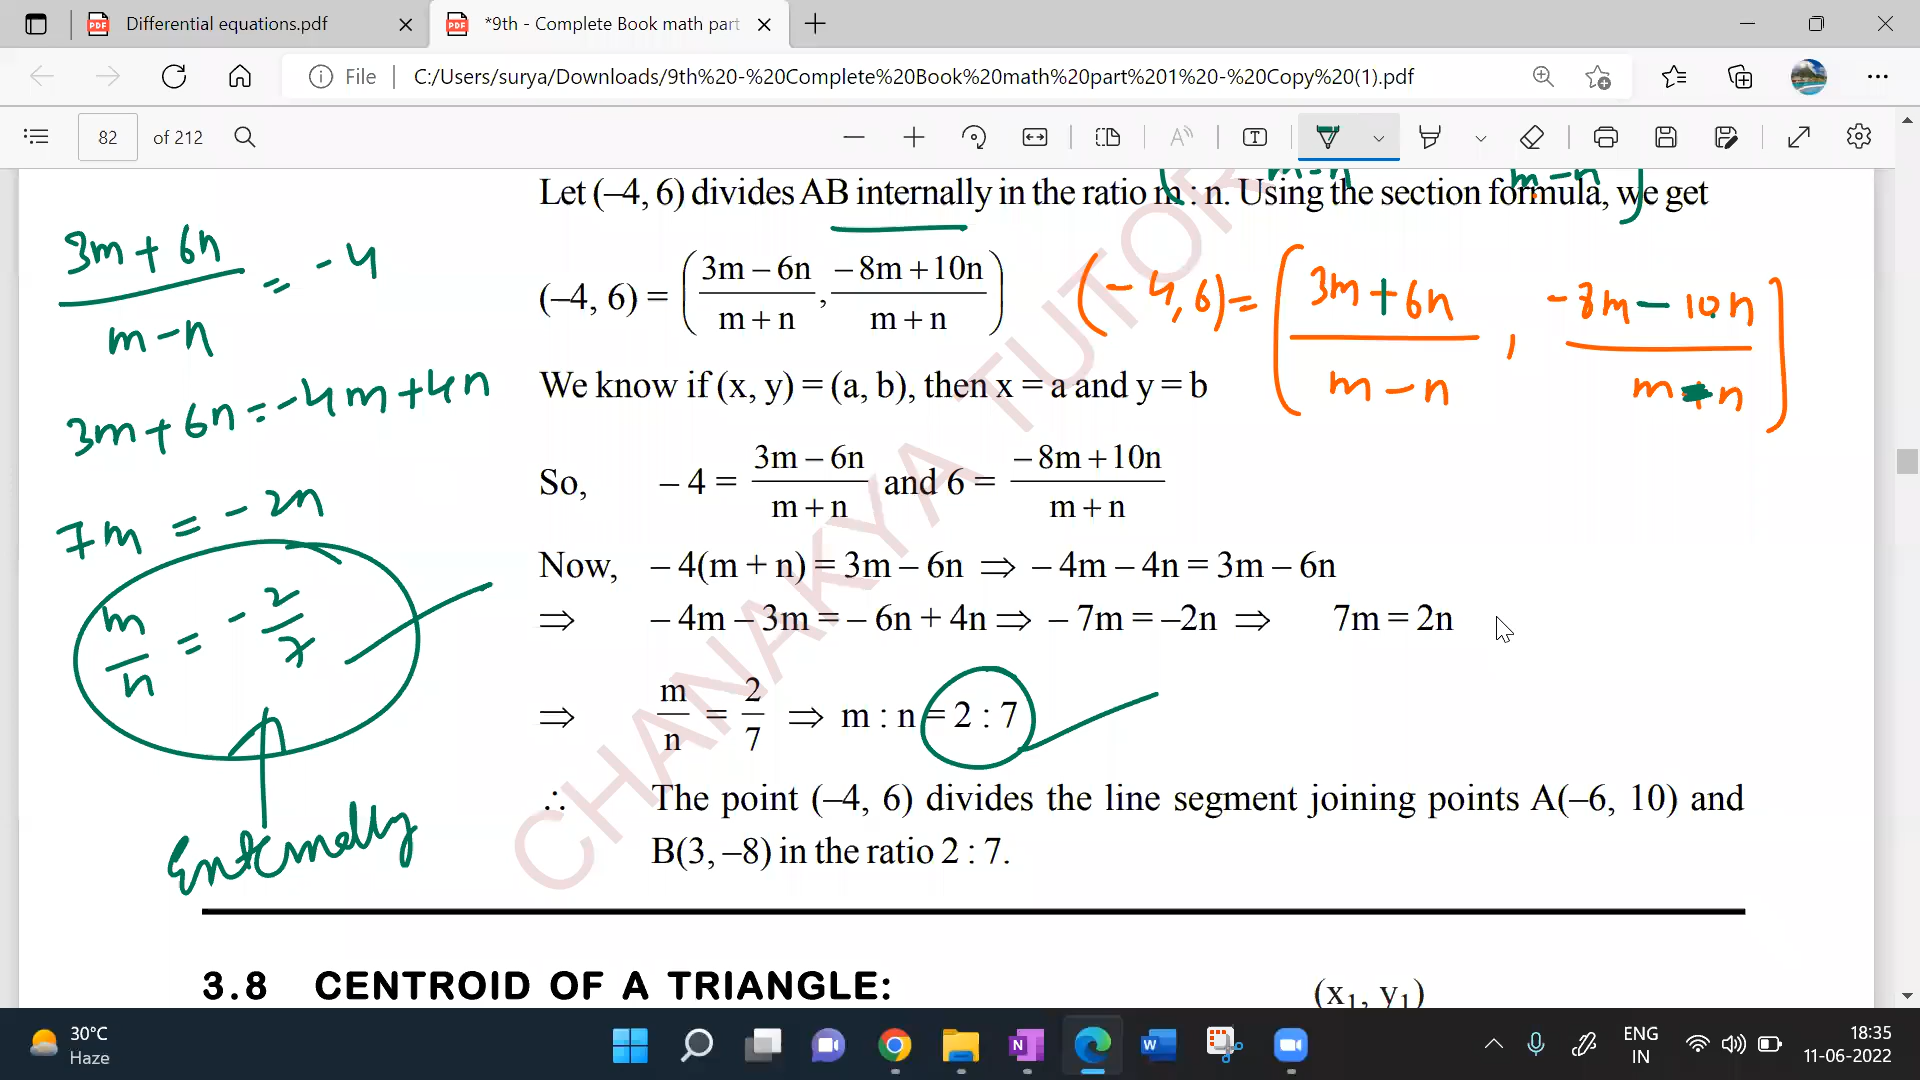 Differential equations.pdf
*9th - Complete Book math part
File
C:/Users/surya/Downloads/9th%20-%20Complete%20Book%20math%20part%201%20-%20Copy%20(1).pdf
82 of 212
Let (–4, 6) divides AB internally in the ratio m : n. Using the section formula, we get
m-n
m-n
(–4, 6) = ( (3m – 6n)/(m + n) , (– 8m + 10n)/(m + n) )
(-4, 6) = [ (3m + 6n)/(m - n) , (-8m - 10n)/(m - n) ]
(3m + 6n)/(m - n) = -4
3m + 6n = -4m + 4n
7m = -2n
m/n = -2/7
Externally
We know if (x, y) = (a, b), then x = a and y = b
So, – 4 = (3m – 6n)/(m + n) and 6 = (– 8m + 10n)/(m + n)
Now, – 4(m + n) = 3m – 6n ⇒ – 4m – 4n = 3m – 6n
⇒ – 4m – 3m = – 6n + 4n ⇒ – 7m = –2n ⇒ 7m = 2n
⇒ m/n = 2/7 ⇒ m : n = 2 : 7
∴ The point (–4, 6) divides the line segment joining points A(–6, 10) and
B(3, –8) in the ratio 2 : 7.
CHANAKYA TUTOR
3.8 CENTROID OF A TRIANGLE:
(x₁, y₁)
30°C
Haze
ENG
IN
18:35
11-06-2022